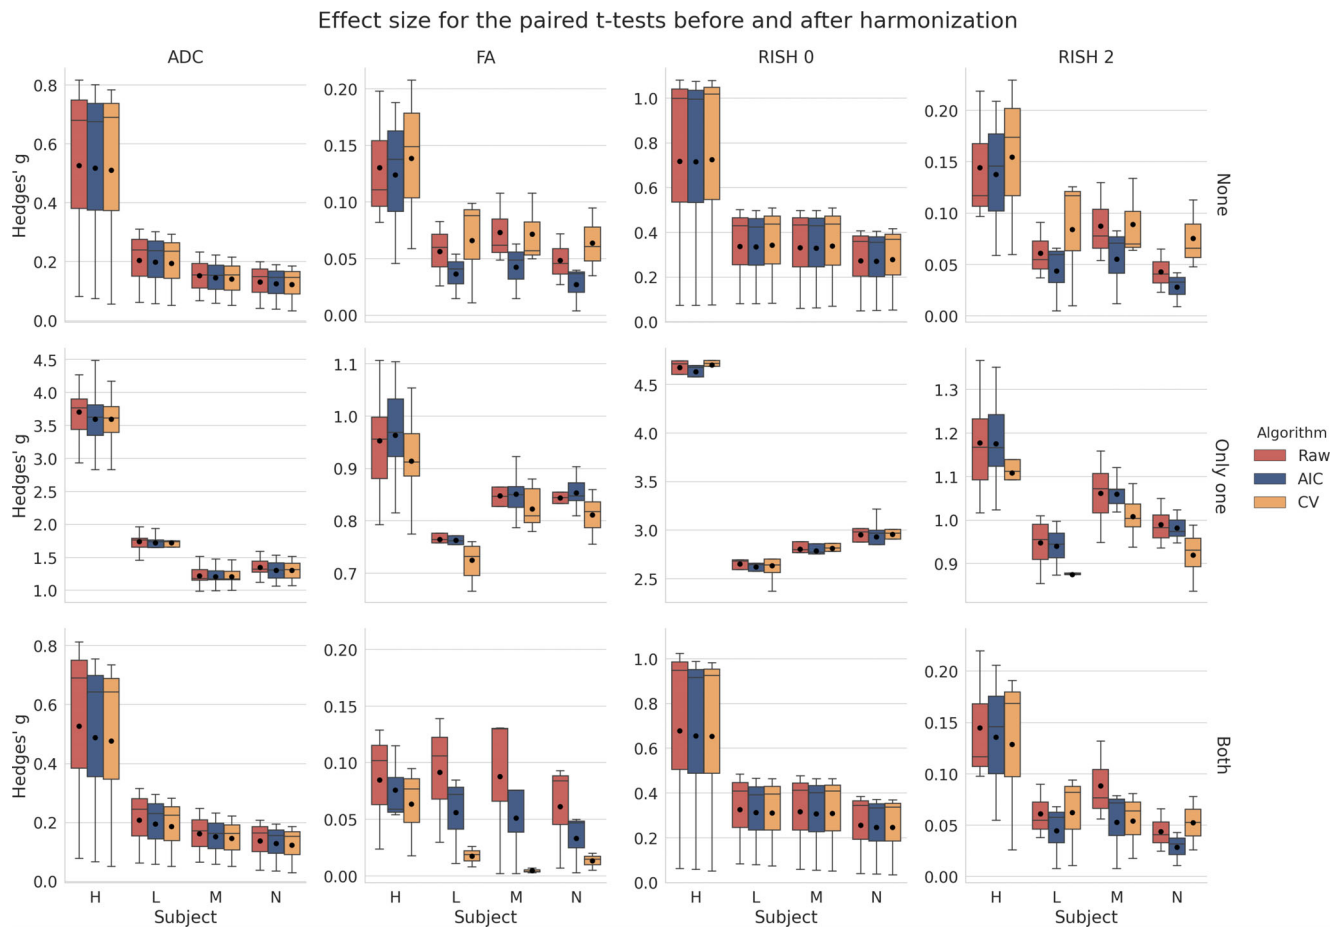 Effect size for the paired t-tests before and after harmonization
ADC
FA
RISH 0
RISH 2
Hedges' g
0.8
0.6
0.4
0.2
0.0
0.20
0.15
0.10
0.05
0.00
1.0
0.8
0.6
0.4
0.2
0.0
0.20
0.15
0.10
0.05
0.00
None
Hedges' g
4.5
4.0
3.5
3.0
2.5
2.0
1.5
1.0
1.1
1.0
0.9
0.8
0.7
4.5
4.0
3.5
3.0
2.5
1.3
1.2
1.1
1.0
0.9
Only one
Algorithm
Raw
AIC
CV
Hedges' g
0.8
0.6
0.4
0.2
0.0
0.20
0.15
0.10
0.05
0.00
1.0
0.8
0.6
0.4
0.2
0.0
0.20
0.15
0.10
0.05
0.00
Both
H L M N
Subject
H L M N
Subject
H L M N
Subject
H L M N
Subject